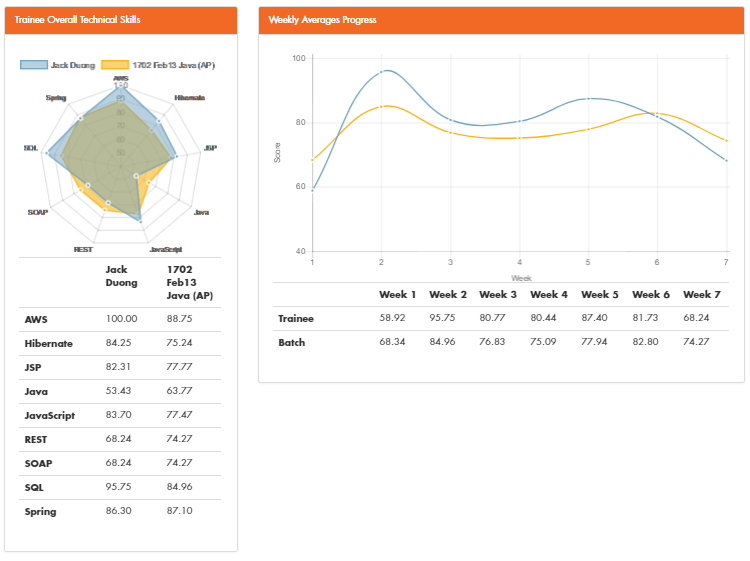 Trainee Overall Technical Skills
Jack Duong 1702 Feb13 Java (AP)
AWS
100
90
80
70
60
50
Spring Hibernate
SQL JSP
SOAP Java
REST JavaScript
Jack Duong 1702 Feb13 Java (AP)
AWS 100.00 88.75
Hibernate 84.25 75.24
JSP 82.31 77.77
Java 53.43 63.77
JavaScript 83.70 77.47
REST 68.24 74.27
SOAP 68.24 74.27
SQL 95.75 84.96
Spring 86.30 87.10
Weekly Averages Progress
100
80
60
40
Score
1 2 3 4 5 6 7
Week
Week 1 Week 2 Week 3 Week 4 Week 5 Week 6 Week 7
Trainee 58.92 95.75 80.77 80.44 87.40 81.73 68.24
Batch 68.34 84.96 76.83 75.09 77.94 82.80 74.27